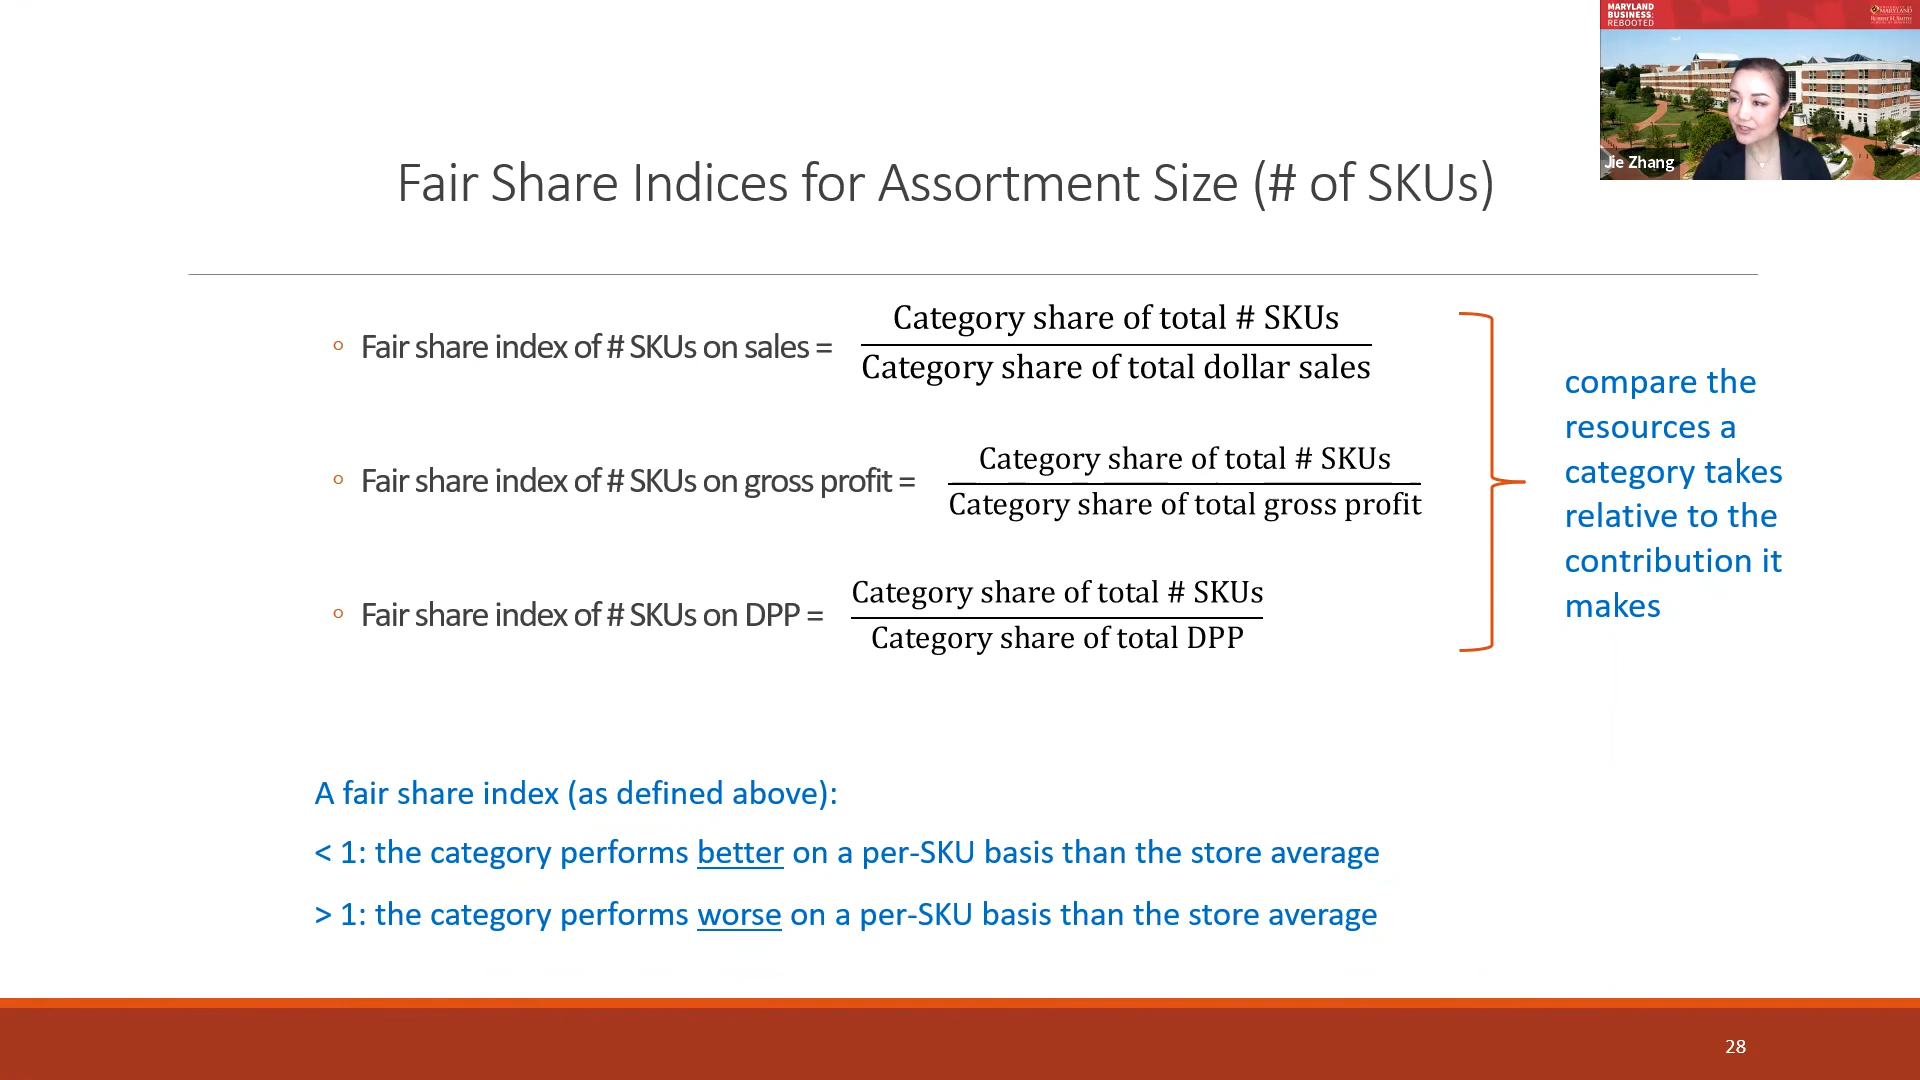 MARYLAND
BUSINESS:
REBOOTED
MARYLAND
Jie Zhang
Fair Share Indices for Assortment Size (# of SKUs)
◦ Fair share index of # SKUs on sales =
Category share of total # SKUs
Category share of total dollar sales
◦ Fair share index of # SKUs on gross profit =
Category share of total # SKUs
Category share of total gross profit
◦ Fair share index of # SKUs on DPP =
Category share of total # SKUs
Category share of total DPP
compare the
resources a
category takes
relative to the
contribution it
makes
A fair share index (as defined above):
< 1: the category performs better on a per-SKU basis than the store average
> 1: the category performs worse on a per-SKU basis than the store average
28